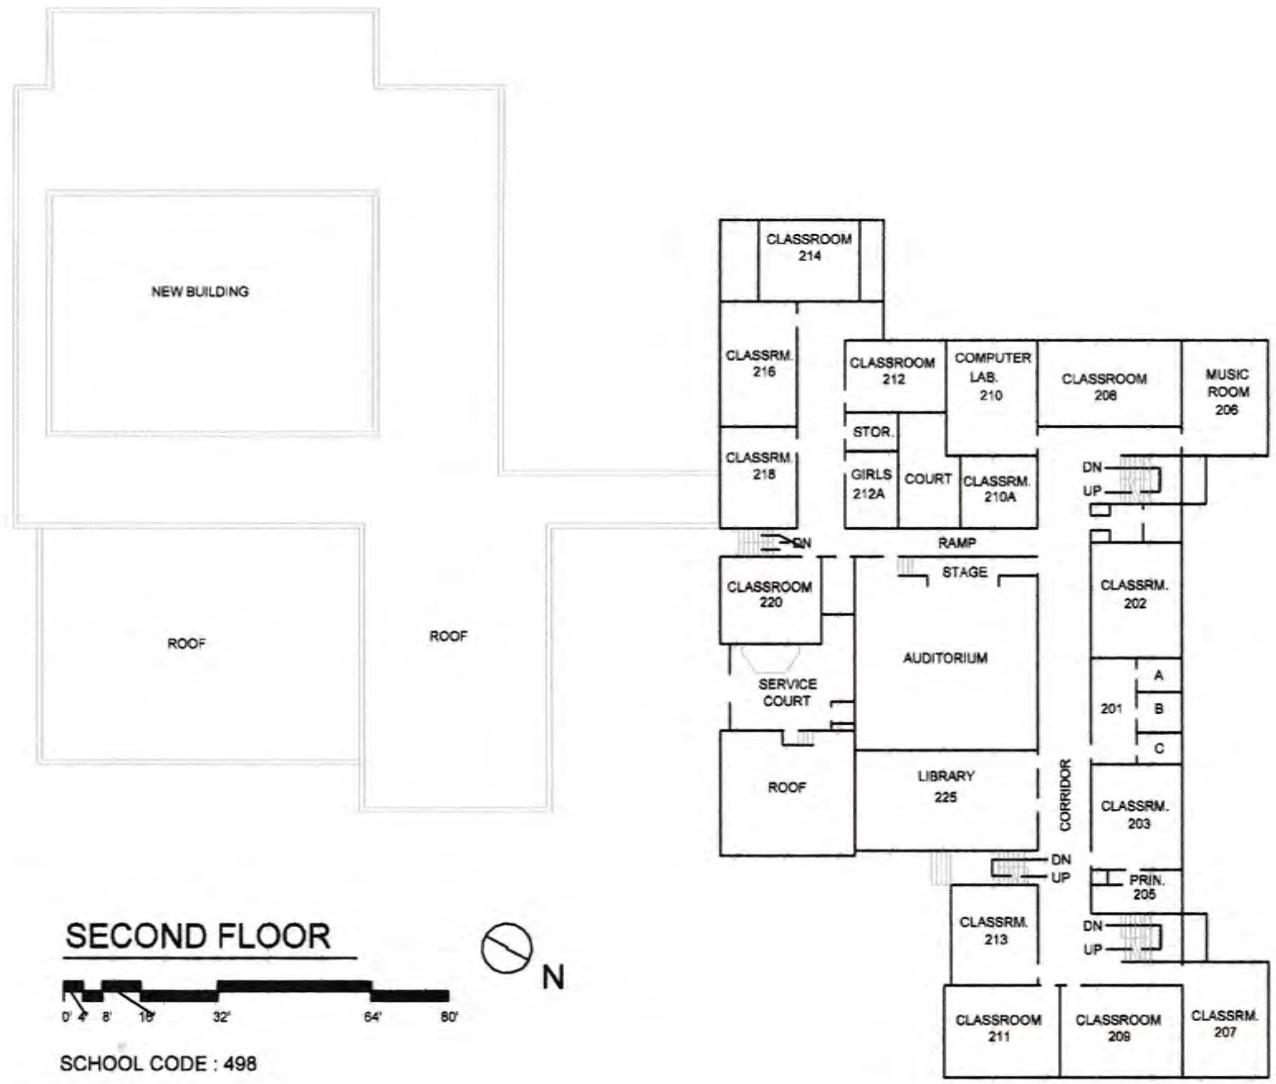 CLASSROOM
214
NEW BUILDING
CLASSRM.
216
CLASSROOM
212
COMPUTER
LAB.
210
CLASSROOM
208
MUSIC
ROOM
206
STOR.
CLASSRM.
218
GIRLS
212A
COURT
CLASSRM.
210A
DN
UP
DN
RAMP
STAGE
CLASSROOM
220
CLASSRM.
202
ROOF
ROOF
AUDITORIUM
SERVICE
COURT
201
A
B
C
ROOF
LIBRARY
225
CORRIDOR
CLASSRM.
203
DN
UP
PRIN.
205
CLASSRM.
213
DN
UP
CLASSROOM
211
CLASSROOM
209
CLASSRM.
207
SECOND FLOOR
N
0' 4' 8' 16' 32' 64' 80'
SCHOOL CODE : 498